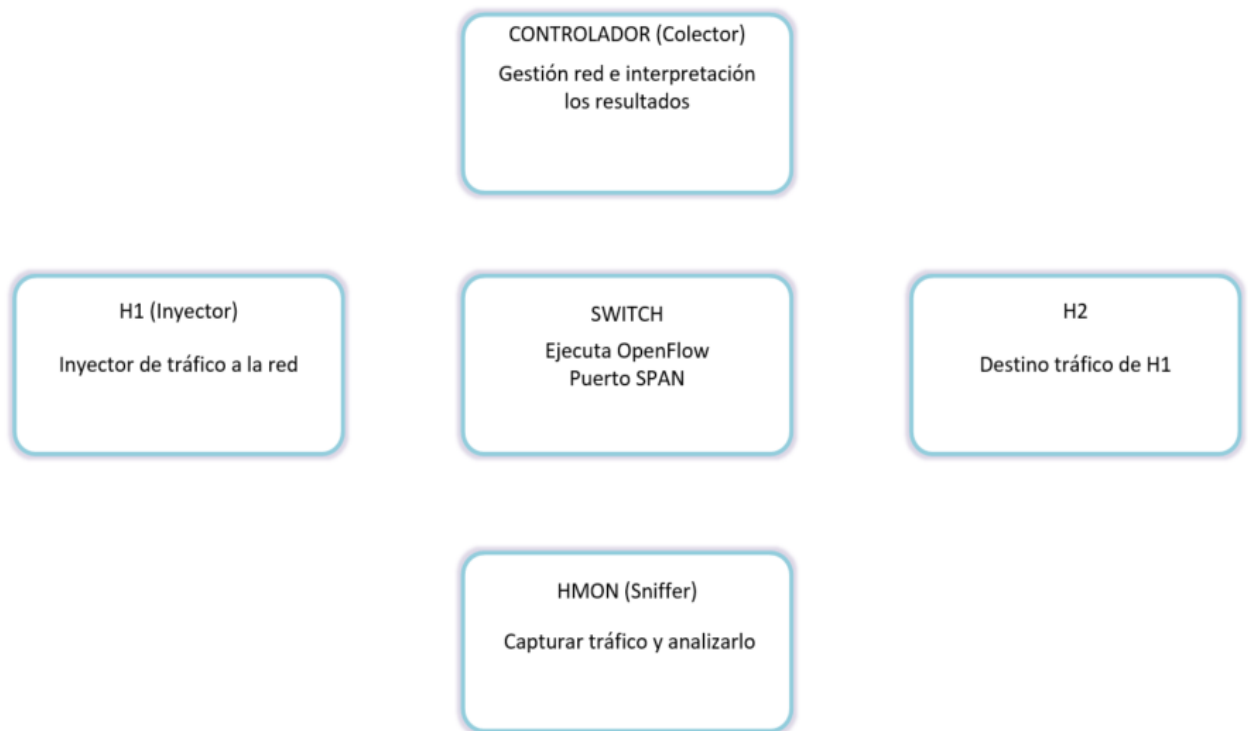 CONTROLADOR (Colector)
Gestión red e interpretación
los resultados
H1 (Inyector)
Inyector de tráfico a la red
SWITCH
Ejecuta OpenFlow
Puerto SPAN
H2
Destino tráfico de H1
HMON (Sniffer)
Capturar tráfico y analizarlo